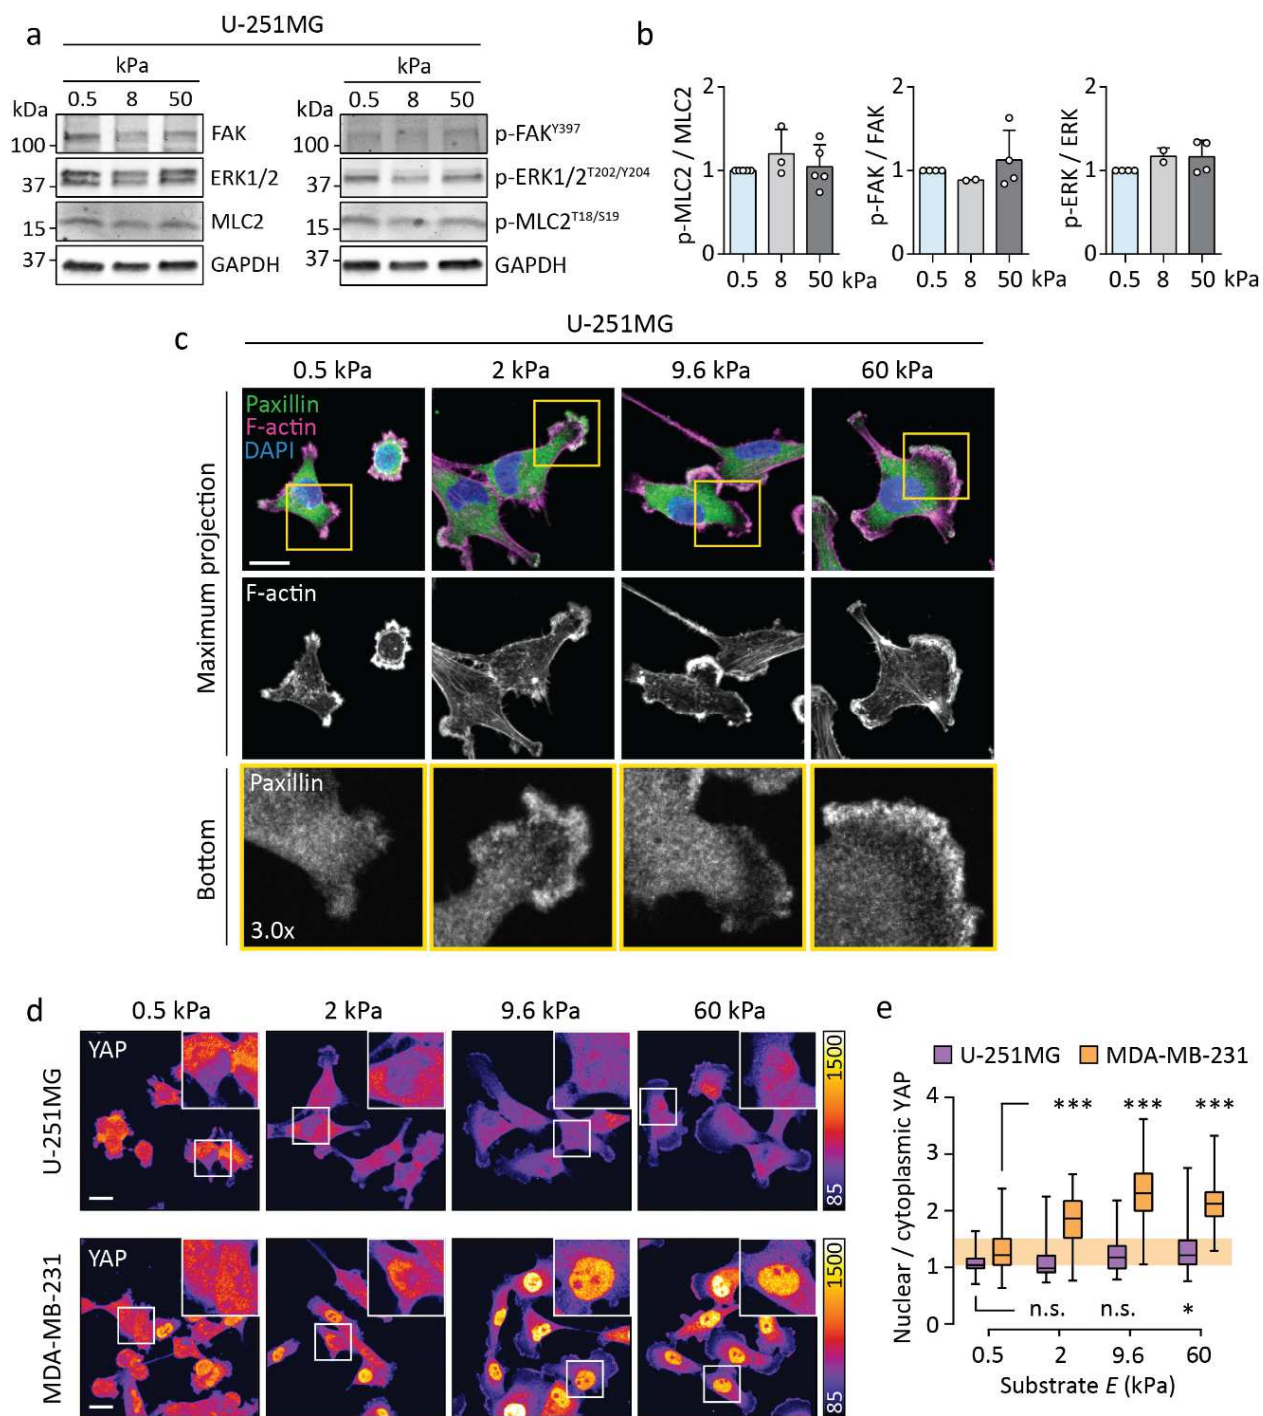 a
U-251MG
kPa
kPa
kDa 0.5 8 50
kDa 0.5 8 50
100 FAK
100 p-FAK^Y397
37 ERK1/2
37 p-ERK1/2^T202/Y204
15 MLC2
15 p-MLC2^T18/S19
37 GAPDH
37 GAPDH
b
p-MLC2 / MLC2
2
1
0
0.5 8 50 kPa
p-FAK / FAK
2
1
0
0.5 8 50 kPa
p-ERK / ERK
2
1
0
0.5 8 50 kPa
c
U-251MG
0.5 kPa 2 kPa 9.6 kPa 60 kPa
Maximum projection
Paxillin
F-actin
DAPI
F-actin
Bottom
Paxillin
3.0x
d
0.5 kPa 2 kPa 9.6 kPa 60 kPa
U-251MG
YAP
1500
85
MDA-MB-231
YAP
1500
85
e
U-251MG MDA-MB-231
Nuclear / cytoplasmic YAP
4
3
2
1
0
*** *** ***
n.s. n.s. *
0.5 2 9.6 60
Substrate E (kPa)